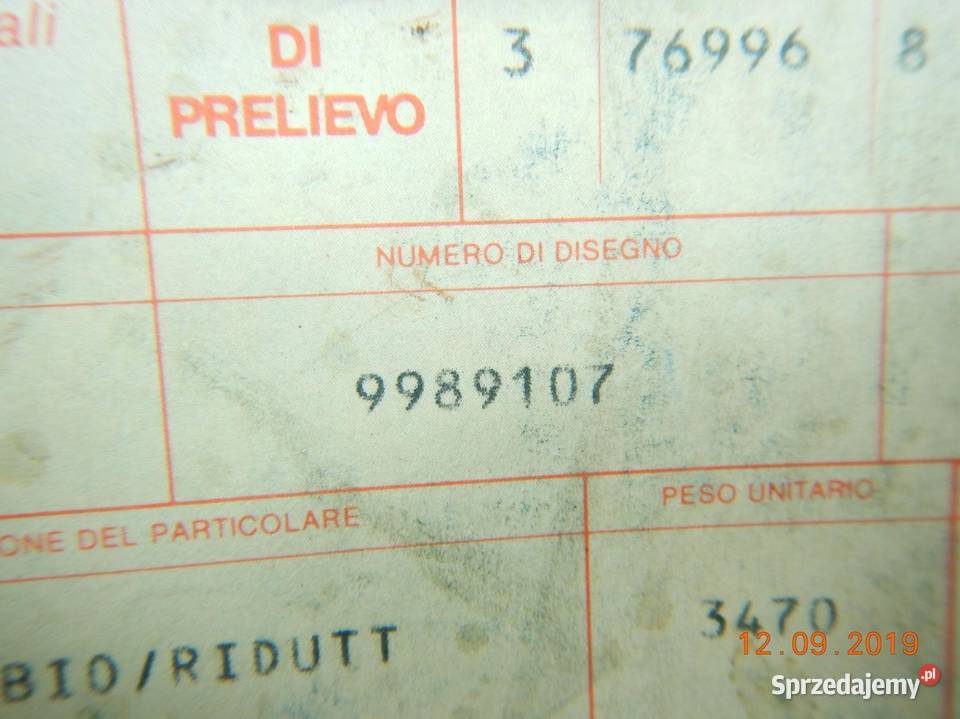 ali
DI
PRELIEVO
3 76996 8
NUMERO DI DISEGNO
9989107
ONE DEL PARTICOLARE
PESO UNITARIO
BIO/RIDUTT
3470
12.09.2019
Sprzedajemy.pl